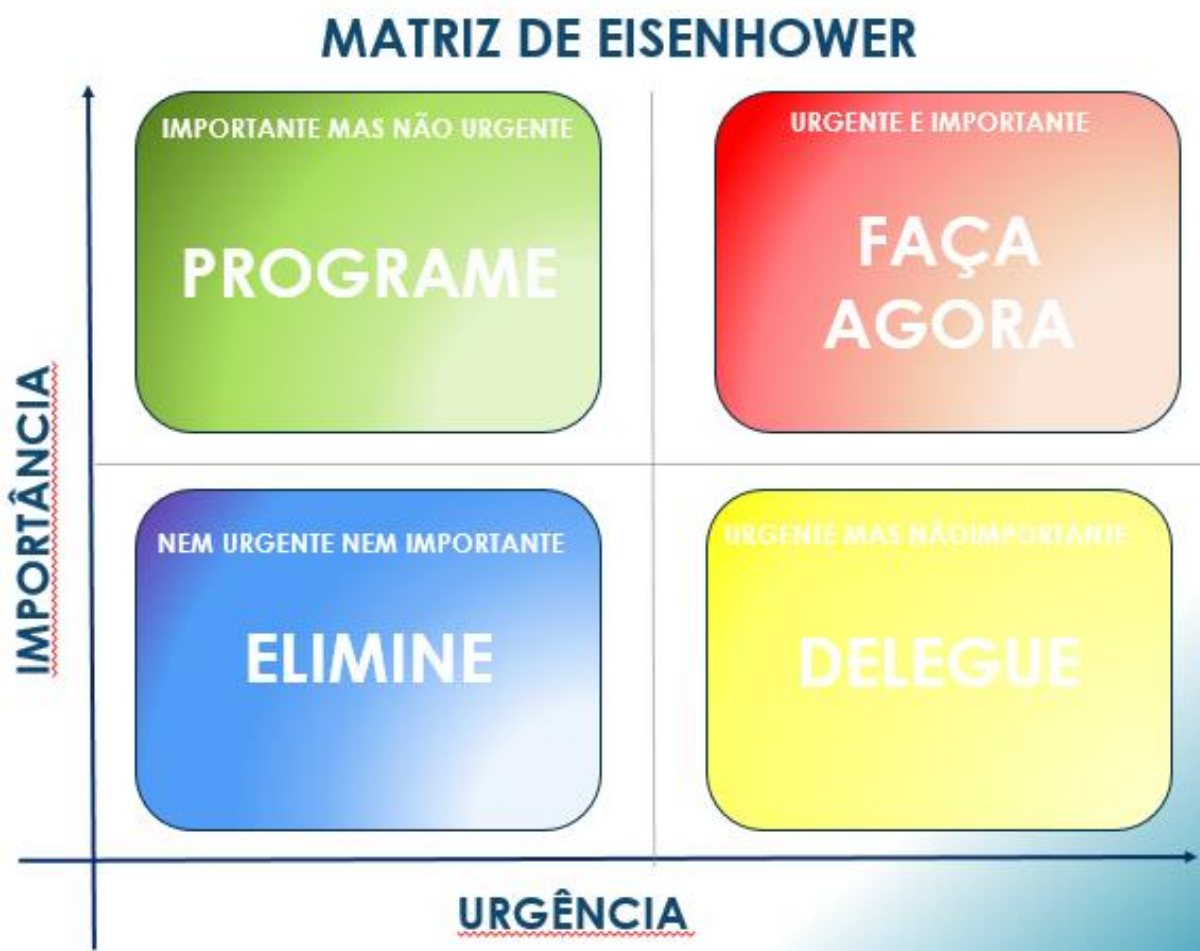 MATRIZ DE EISENHOWER
IMPORTANTE MAS NÃO URGENTE
PROGRAME
URGENTE E IMPORTANTE
FAÇA
AGORA
IMPORTÂNCIA
NEM URGENTE NEM IMPORTANTE
ELIMINE
URGENTE MAS NÃOIMPORTANTE
DELEGUE
URGÊNCIA